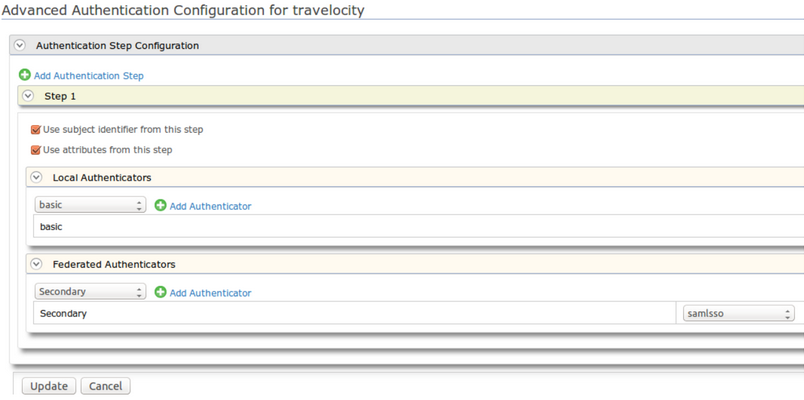 Advanced Authentication Configuration for travelocity
Authentication Step Configuration
Add Authentication Step
Step 1
Use subject identifier from this step
Use attributes from this step
Local Authenticators
basic Add Authenticator
basic
Federated Authenticators
Secondary Add Authenticator
Secondary samlsso
Update Cancel